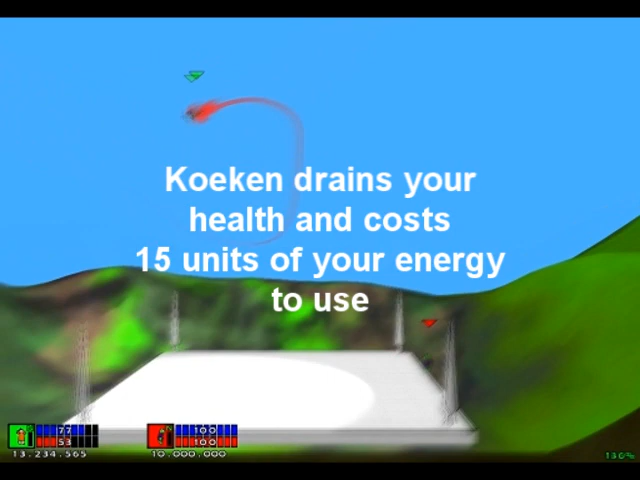 Koeken drains your
health and costs
15 units of your energy
to use
77
53
13.234.565
100
100
10.000.000
130%